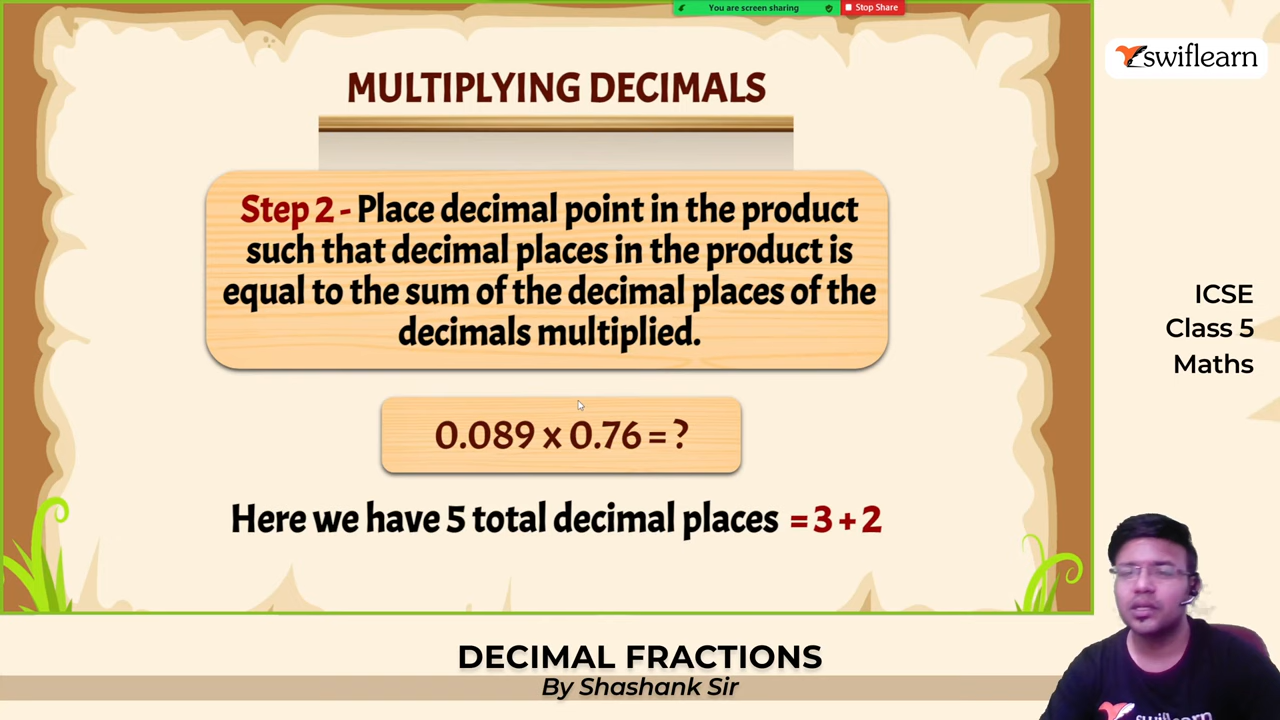 You are screen sharing
Stop Share
swiflearn
MULTIPLYING DECIMALS
Step 2 - Place decimal point in the product
such that decimal places in the product is
equal to the sum of the decimal places of the
decimals multiplied.
0.089 x 0.76 = ?
Here we have 5 total decimal places = 3 + 2
ICSE
Class 5
Maths
DECIMAL FRACTIONS
By Shashank Sir
swiflearn